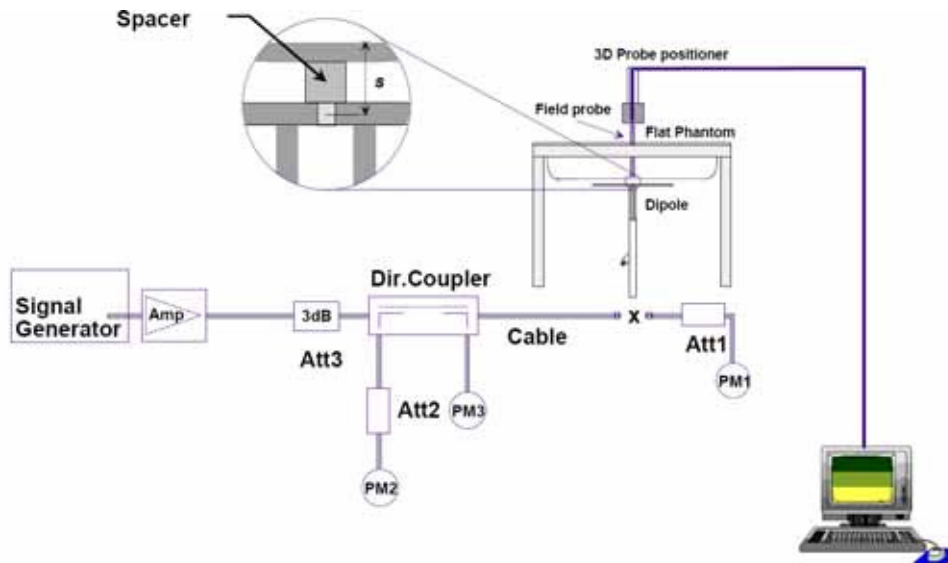 Spacer
s
3D Probe positioner
Field probe
Flat Phantom
Dipole
Signal
Generator
Amp
3dB
Att3
Dir.Coupler
Cable
x
Att1
PM1
Att2
PM3
PM2